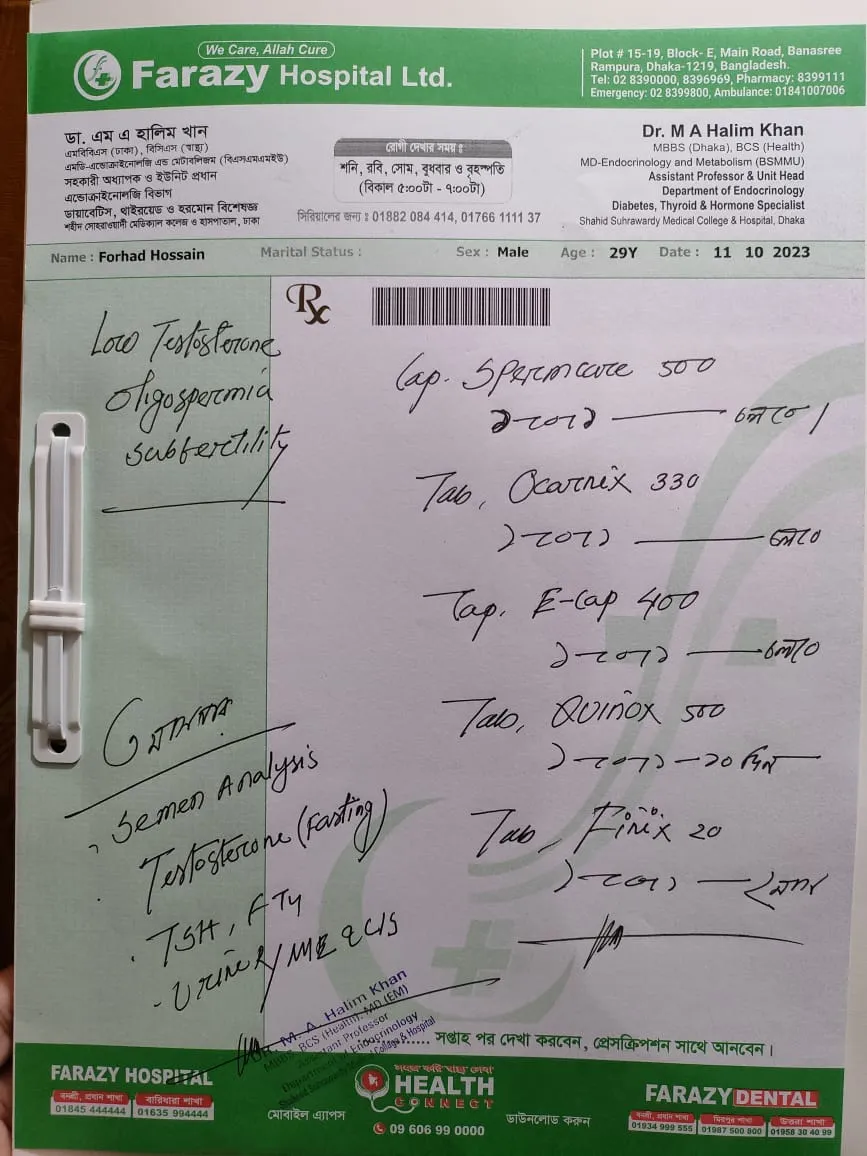 We Care, Allah Cure
Farazy Hospital Ltd.
Plot # 15-19, Block- E, Main Road, Banasree
Rampura, Dhaka-1219, Bangladesh.
Tel: 02 8390000, 8396969, Pharmacy: 8399111
Emergency: 02 8399800, Ambulance: 01841007006
ডা. এম এ হালিম খান
এমবিবিএস (ঢাকা), বিসিএস (স্বাস্থ্য)
এমডি-এন্ডোক্রাইনোলজি এন্ড মেটাবলিজম (বিএসএমএমইউ)
সহকারী অধ্যাপক ও ইউনিট প্রধান
এন্ডোক্রাইনোলজি বিভাগ
ডায়াবেটিস, থাইরয়েড ও হরমোন বিশেষজ্ঞ
শহীদ সোহরাওয়ার্দী মেডিকেল কলেজ ও হাসপাতাল, ঢাকা
রোগী দেখার সময় ঃ
শনি, রবি, সোম, বুধবার ও বৃহস্পতি
(বিকাল ৫:০০টা - ৭:০০টা)
সিরিয়ালের জন্য ঃ 01882 084 414, 01766 1111 37
Dr. M A Halim Khan
MBBS (Dhaka), BCS (Health)
MD-Endocrinology and Metabolism (BSMMU)
Assistant Professor & Unit Head
Department of Endocrinology
Diabetes, Thyroid & Hormone Specialist
Shahid Suhrawardy Medical College & Hospital, Dhaka
Name : Forhad Hossain Marital Status : Sex : Male Age : 29Y Date : 11 10 2023
Rx
Low Testosterone
Oligospermia
Subfertility
Cap. Spermcare 500
১+০+১ চলবে।
Tab, Ocarnix 330
১+০+১ চলবে
Cap. E-Cap 400
১+০+১ চলবে
Tab, Quinox 500
১+০+১ - ১০ দিন
Tab, Finix 20
১+০+১ - ২ মাস
৩ মাস পর
Semen Analysis
Testosterone (Fasting)
TSH, FT4
Urine R/ME & C/S
Dr. M. A. Halim Khan
MBBS, BCS (Health), MD (EM)
Assistant Professor
Department of Endocrinology
Shaheed Suhrawardy Medical College & Hospital
...... সপ্তাহ পর দেখা করবেন, প্রেসক্রিপশন সাথে আনবেন।
FARAZY HOSPITAL
বনশ্রী, প্রধান শাখা
01845 444444
বারিধারা শাখা
01635 994444
মোবাইল এ্যাপস
HEALTH
CONNECT
09 606 99 0000
ডাউনলোড করুন
FARAZY DENTAL
বনশ্রী, প্রধান শাখা
01934 999 555
মিরপুর শাখা
01987 500 800
উত্তরা শাখা
01958 30 40 99